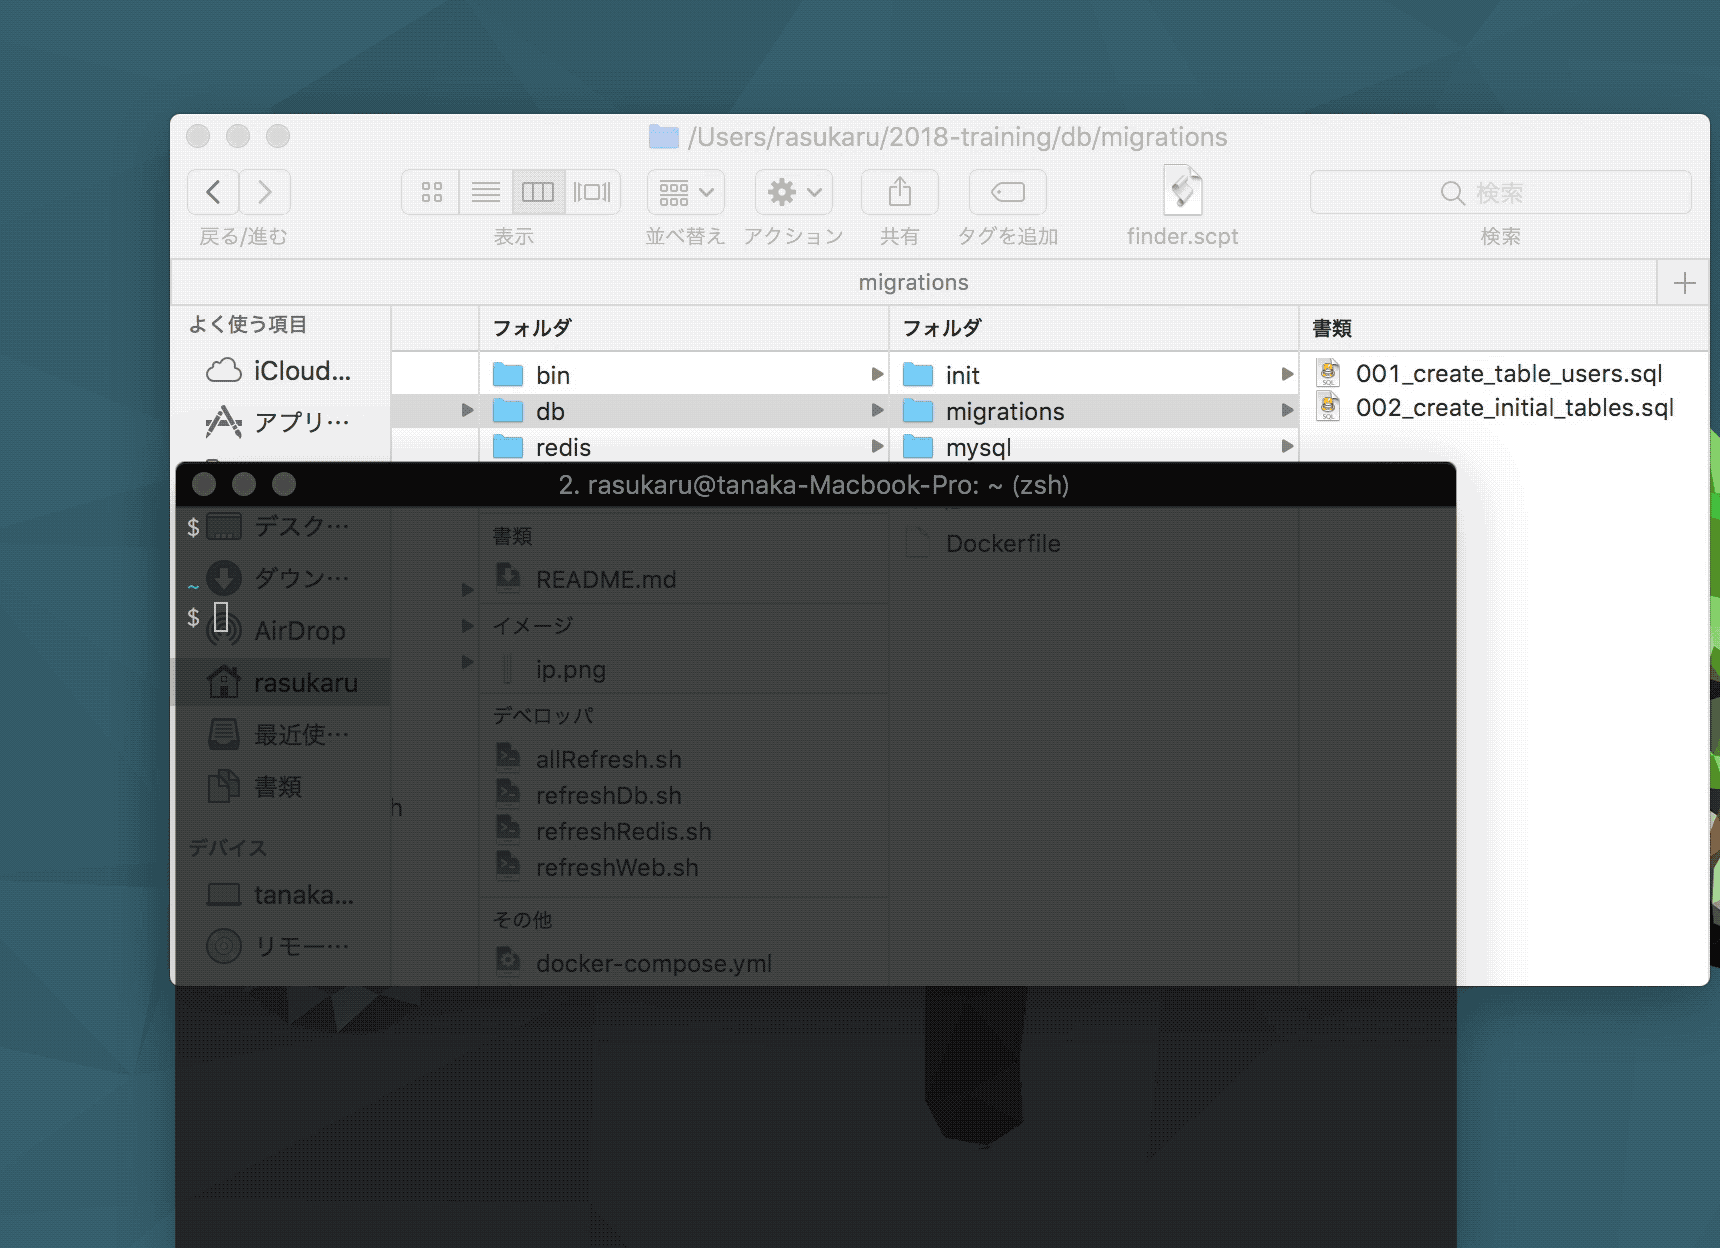 /Users/rasukaru/2018-training/db/migrations
検索
戻る/進む
表示
並べ替え
アクション
共有
タグを追加
finder.scpt
検索
migrations
よく使う項目
iCloud...
アプリ…
デスク…
ダウン…
AirDrop
rasukaru
最近使…
書類
デバイス
tanaka...
リモー…
h
フォルダ
bin
db
redis
書類
README.md
イメージ
ip.png
デベロッパ
allRefresh.sh
refreshDb.sh
refreshRedis.sh
refreshWeb.sh
その他
docker-compose.yml
フォルダ
init
migrations
mysql
Dockerfile
書類
001_create_table_users.sql
002_create_initial_tables.sql
2. rasukaru@tanaka-Macbook-Pro: ~ (zsh)
$
~
$